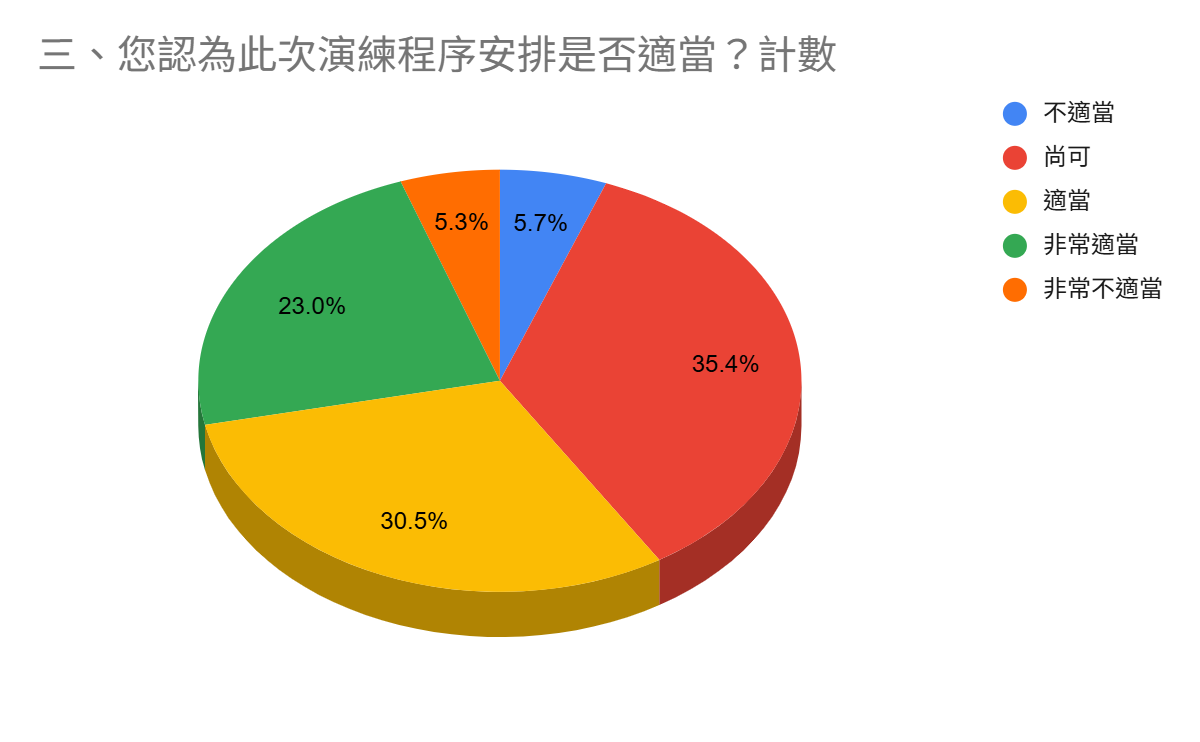 三、您認為此次演練程序安排是否適當？計數
不適當
尚可
適當
非常適當
非常不適當
5.3%
5.7%
23.0%
35.4%
30.5%